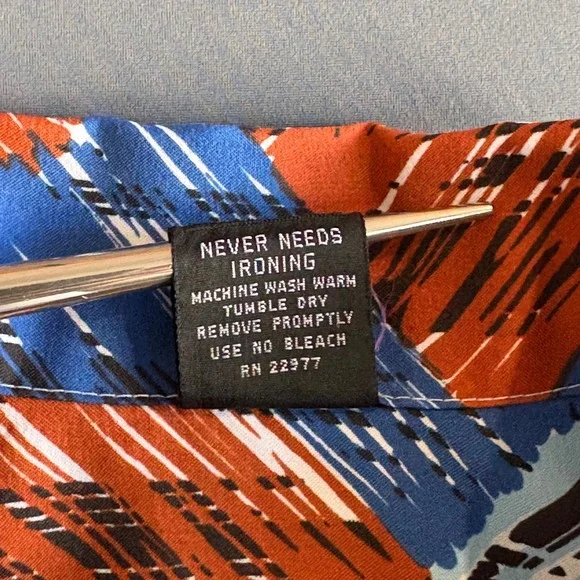 NEVER NEEDS
IRONING
MACHINE WASH WARM
TUMBLE DRY
REMOVE PROMPTLY
USE NO BLEACH
RN 22977